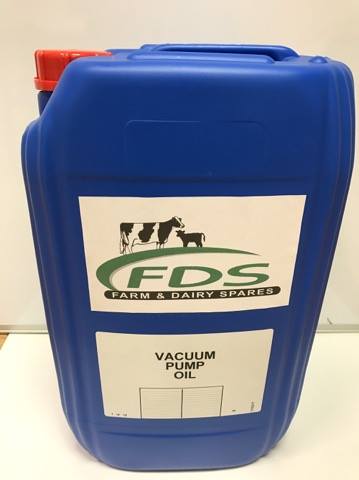 FDS
FARM & DAIRY SPARES
VACUUM
PUMP
OIL